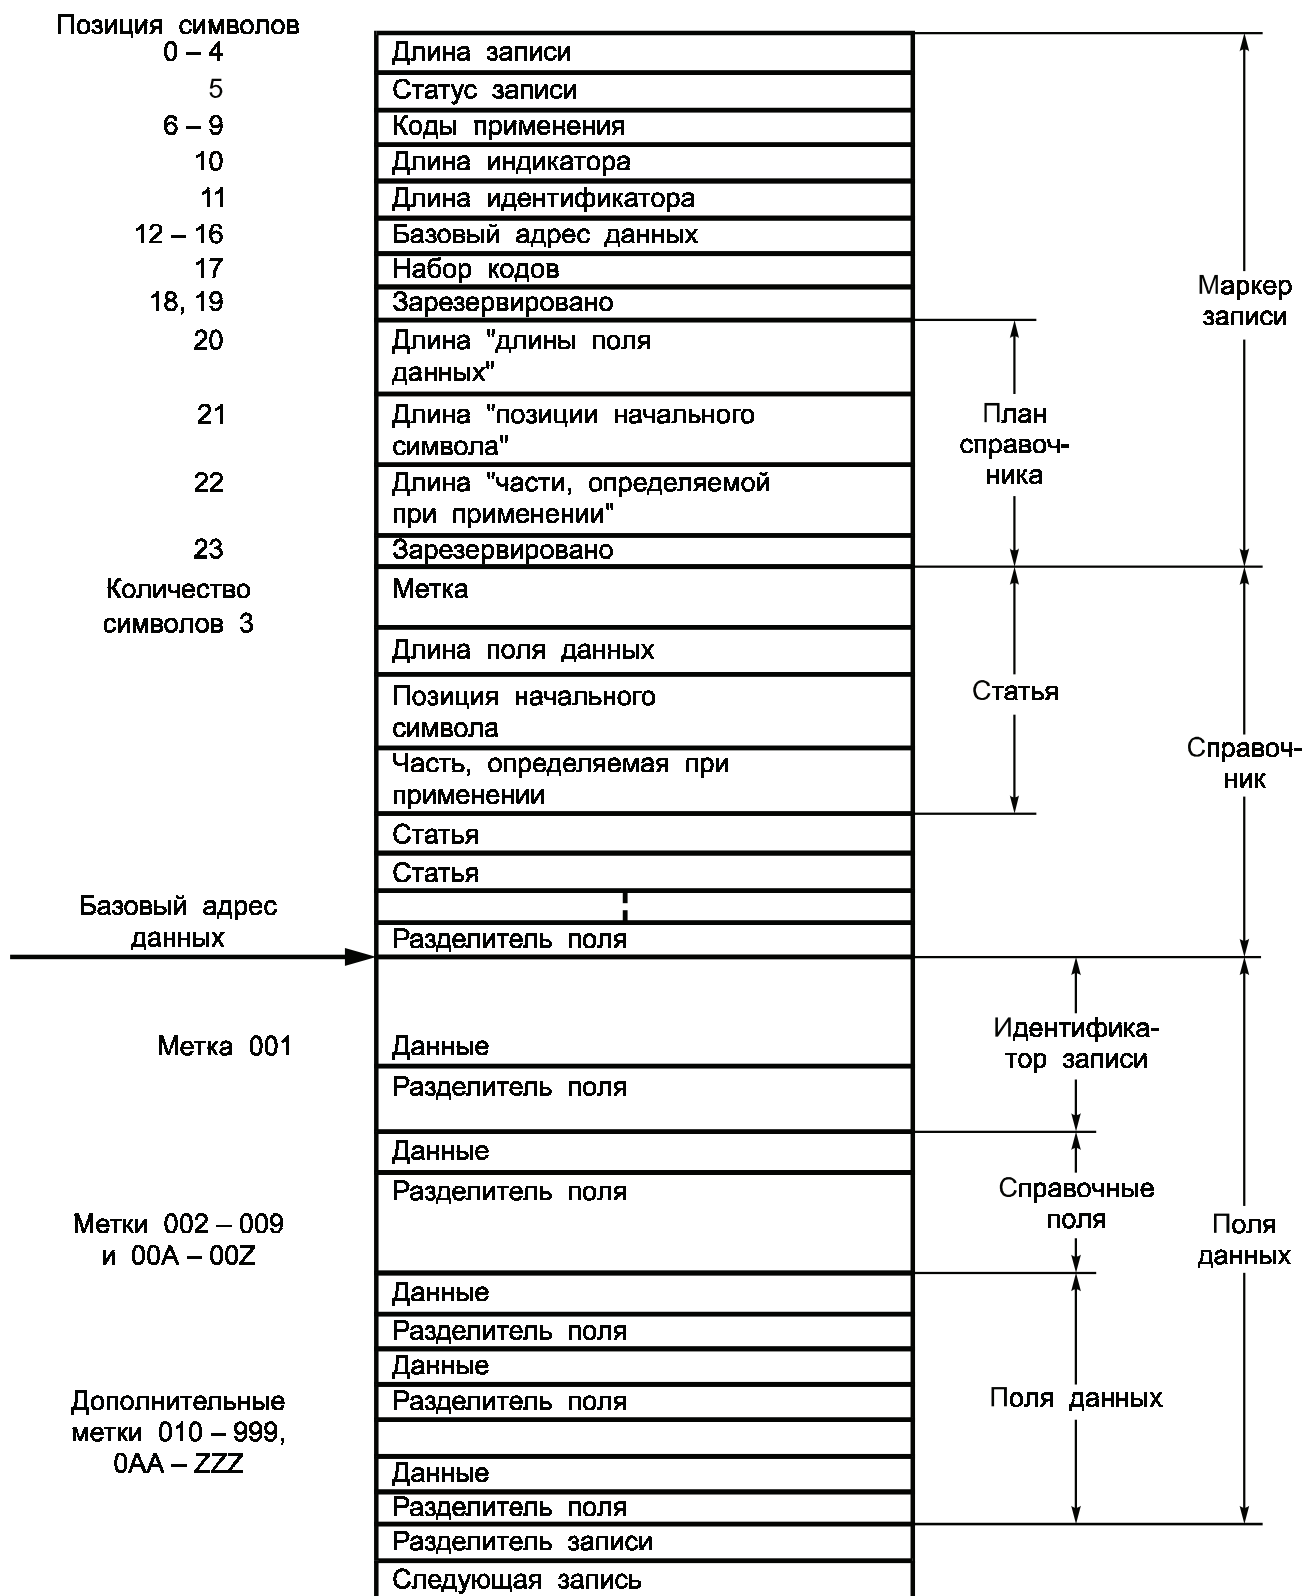 Позиция символов
0 – 4
Длина записи
5
Статус записи
6 – 9
Коды применения
10
Длина индикатора
11
Длина идентификатора
12 – 16
Базовый адрес данных
17
Набор кодов
18, 19
Зарезервировано
Маркер
записи
20
Длина "длины поля
данных"
21
Длина "позиции начального
символа"
План
справоч-
ника
22
Длина "части, определяемой
при применении"
23
Зарезервировано
Количество
символов 3
Метка
Длина поля данных
Позиция начального
символа
Статья
Часть, определяемая при
применении
Справоч-
ник
Статья
Статья
Базовый адрес
данных
Разделитель поля
Метка 001
Данные
Идентифика-
тор записи
Разделитель поля
Данные
Разделитель поля
Справочные
поля
Метки 002 – 009
и 00A – 00Z
Поля
данных
Данные
Разделитель поля
Данные
Разделитель поля
Поля данных
Дополнительные
метки 010 – 999,
0AA – ZZZ
Данные
Разделитель поля
Разделитель записи
Следующая запись